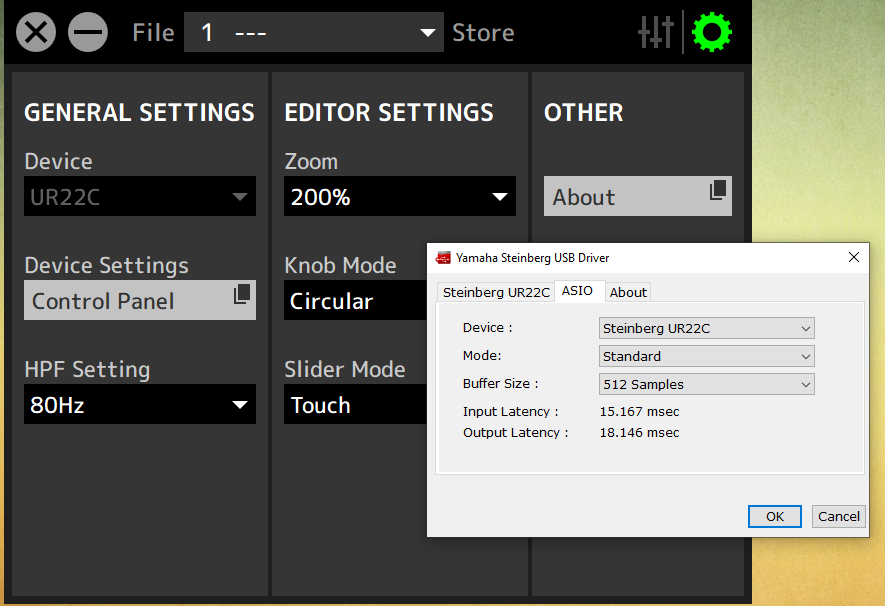 File
1 ---
Store
GENERAL SETTINGS
Device
UR22C
Device Settings
Control Panel
HPF Setting
80Hz
EDITOR SETTINGS
Zoom
200%
Knob Mode
Circular
Slider Mode
Touch
OTHER
About
Yamaha Steinberg USB Driver
Steinberg UR22C
ASIO
About
Device :
Steinberg UR22C
Mode:
Standard
Buffer Size :
512 Samples
Input Latency :
15.167 msec
Output Latency :
18.146 msec
OK
Cancel